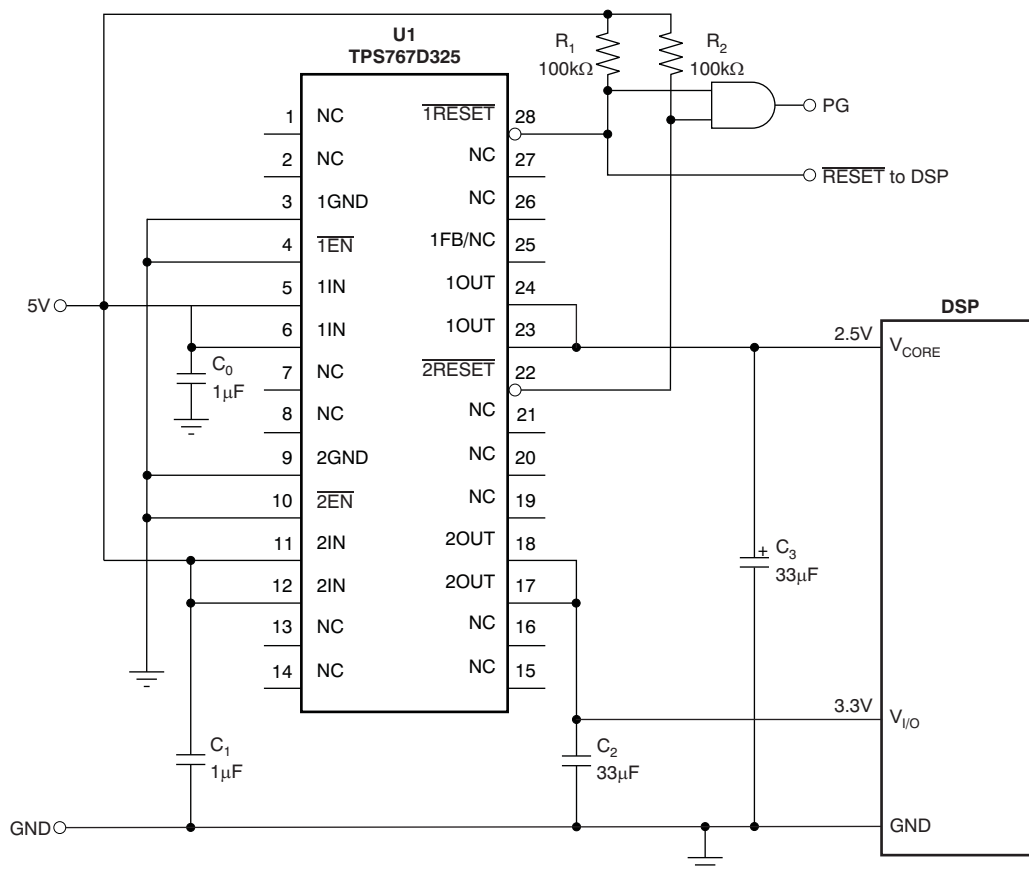 U1
TPS767D325
R1
100kΩ
R2
100kΩ
PG
RESET to DSP
1 NC
2 NC
3 1GND
4 1EN
5 1IN
6 1IN
7 NC
8 NC
9 2GND
10 2EN
11 2IN
12 2IN
13 NC
14 NC
1RESET 28
NC 27
NC 26
1FB/NC 25
1OUT 24
1OUT 23
2RESET 22
NC 21
NC 20
NC 19
2OUT 18
2OUT 17
NC 16
NC 15
5V
C0
1μF
C1
1μF
GND
C2
33μF
+ C3
33μF
DSP
2.5V VCORE
3.3V VI/O
GND